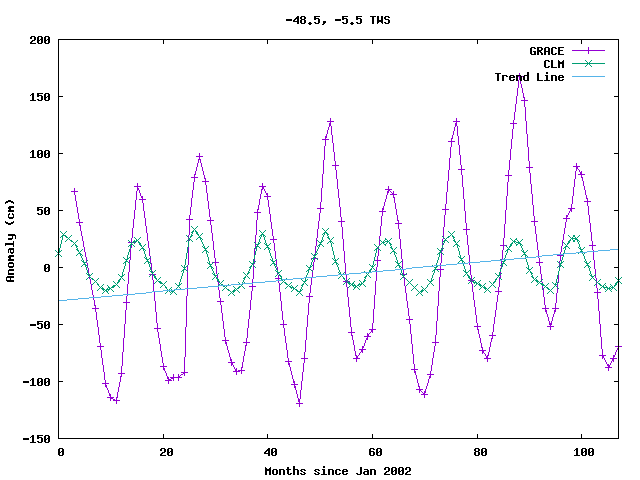 -48.5, -5.5 TWS
GRACE
CLM
Trend Line
200
150
100
50
0
-50
-100
-150
Anomaly (cm)
0 20 40 60 80 100
Months since Jan 2002